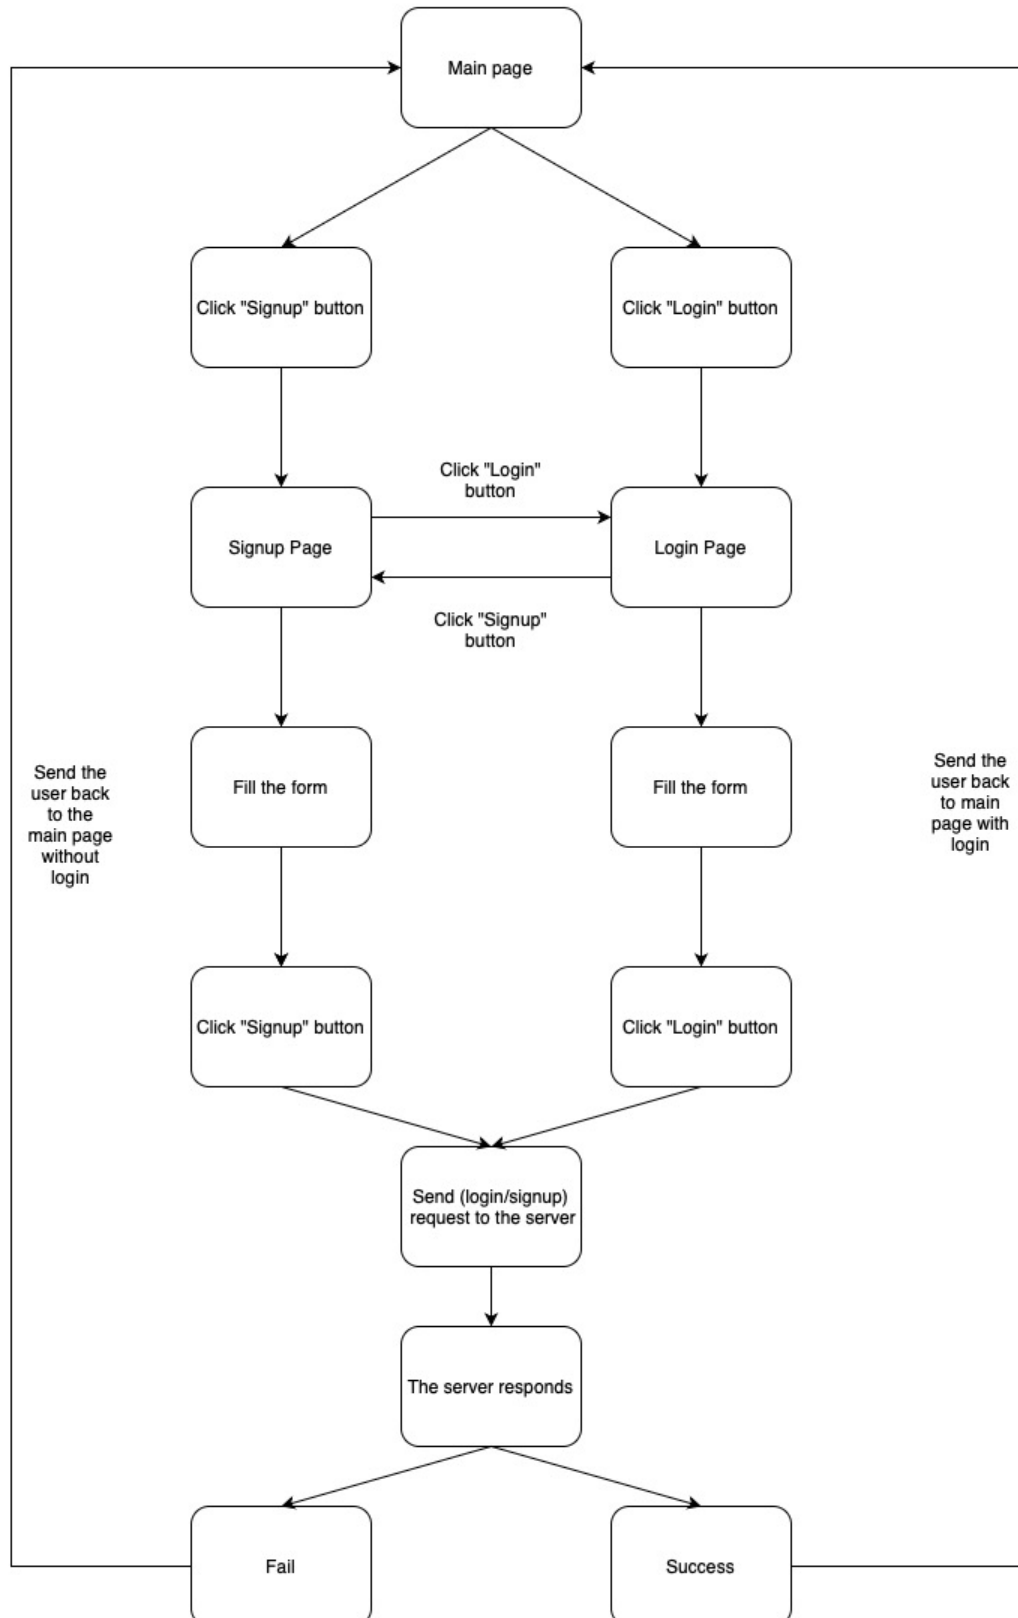 Main page
Click "Signup" button
Click "Login" button
Click "Login"
button
Signup Page
Login Page
Click "Signup"
button
Send the
user back
to the
main page
without
login
Fill the form
Fill the form
Send the
user back
to main
page with
login
Click "Signup" button
Click "Login" button
Send (login/signup)
request to the server
The server responds
Fail
Success